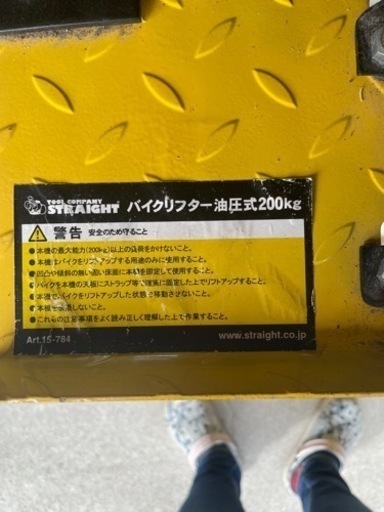 TOOL COMPANY
STRAIGHT バイクリフター油圧式200kg
警告 安全のため守ること
●本機の最大能力(200kg)以上の負荷をかけないこと。
●本機はバイクをリフトアップする用途のみに使用すること。
●凹凸や傾斜の無い固い床面に本機を固定して使用すること。
●バイクを本機の天板にストラップ等で確実に固定した上でリフトアップすること。
●本機でバイクをリフトアップした状態で移動させないこと。
●本機を改造しないこと。
●これらの注意事項をよく読み正しく理解した上で作業すること。
Art.15-784 www.straight.co.jp